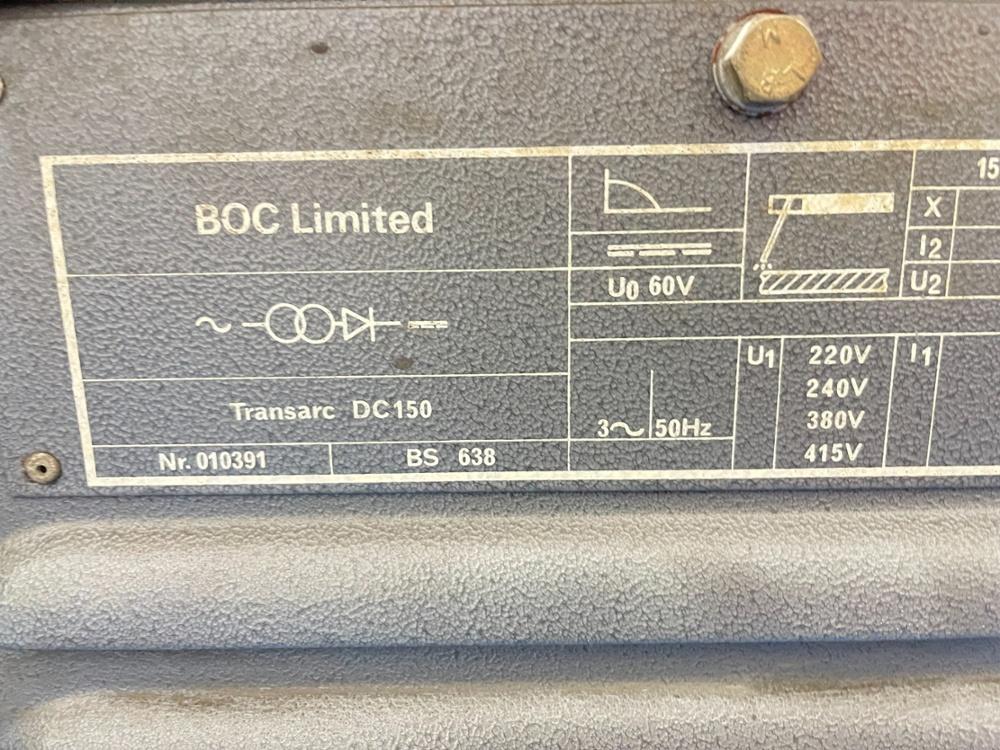 BOC Limited
Transarc DC150
Nr. 010391
BS 638
U0 60V
3~ 50Hz
U1
220V
240V
380V
415V
I1
15
X
I2
U2